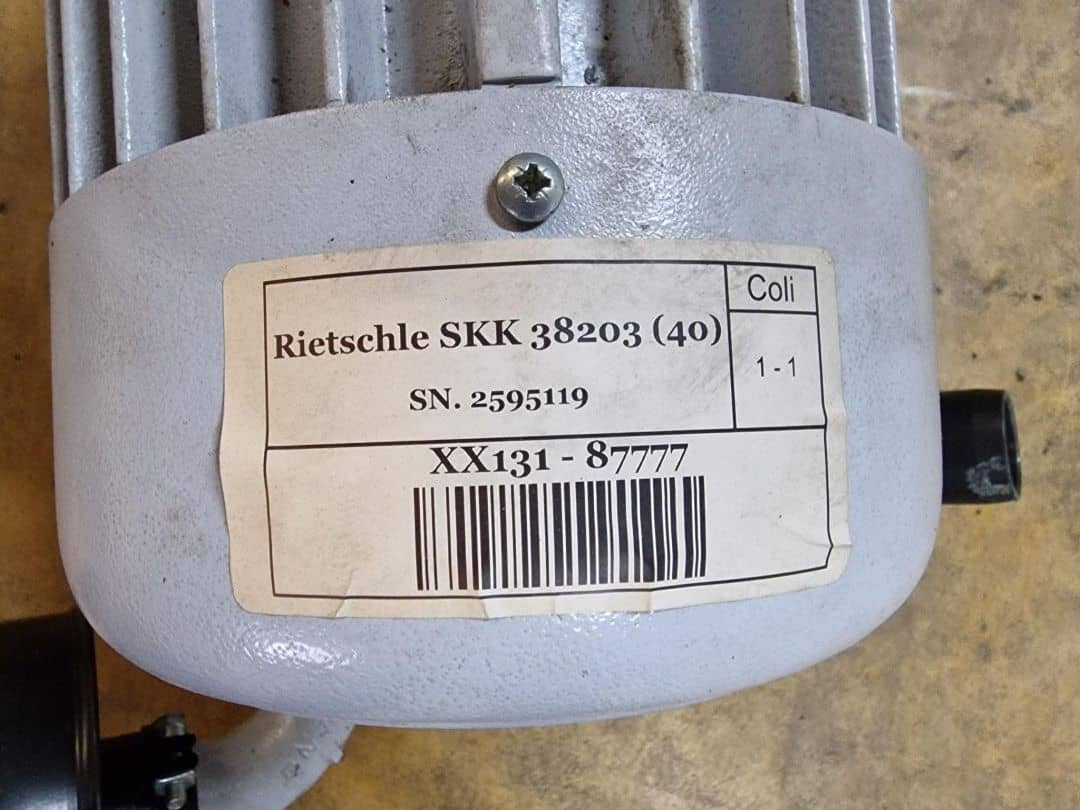 Rietschle SKK 38203 (40)
SN. 2595119
Coli
1 - 1
XX131 - 87777